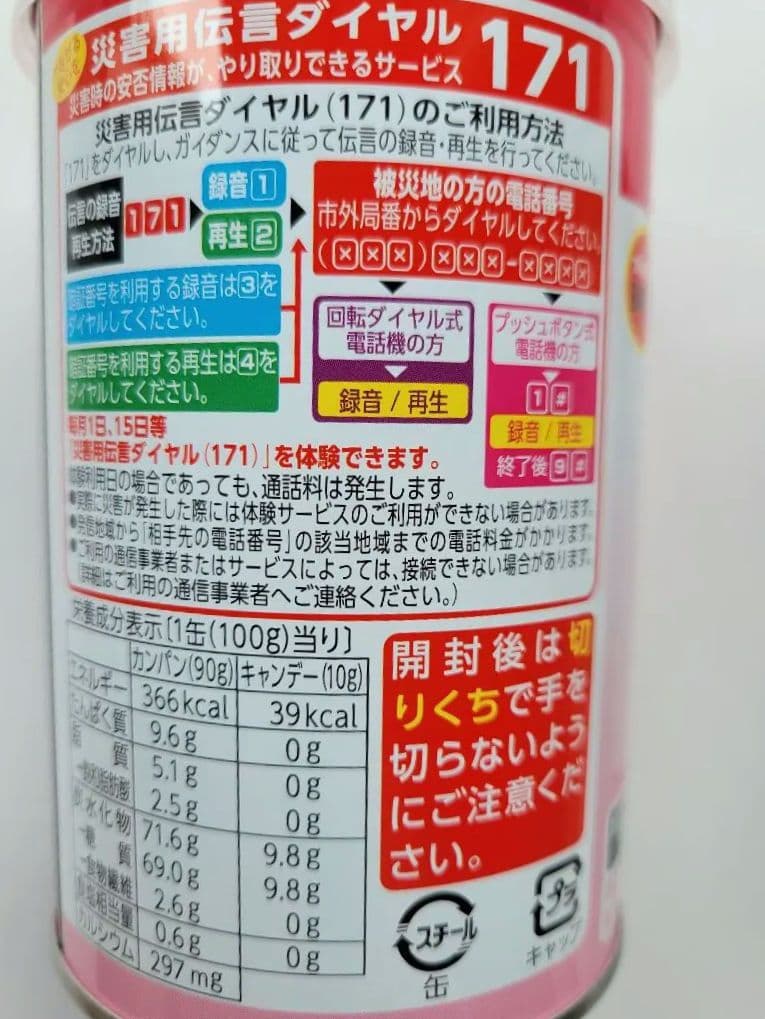 災害用伝言ダイヤル 171
災害時の安否情報が、やり取りできるサービス
災害用伝言ダイヤル(171)のご利用方法
「171」をダイヤルし、ガイダンスに従って伝言の録音・再生を行ってください。
伝言の録音
再生方法
171
録音1
再生2
被災地の方の電話番号
市外局番からダイヤルしてください。
(×××)×××-××××
暗証番号を利用する録音は3を
ダイヤルしてください。
暗証番号を利用する再生は4を
ダイヤルしてください。
回転ダイヤル式
電話機の方
録音/再生
プッシュボタン式
電話機の方
1#
録音/再生
終了後9#
毎月1日、15日等
「災害用伝言ダイヤル(171)」を体験できます。
体験利用日の場合であっても、通話料は発生します。
●実際に災害が発生した際には体験サービスのご利用ができない場合があります。
●発信地域から「相手先の電話番号」の該当地域までの電話料金がかかります。
●ご利用の通信事業者またはサービスによっては、接続できない場合があります。
(詳細はご利用の通信事業者へご連絡ください。)
栄養成分表示〔1缶(100g)当り〕
カンパン(90g) キャンデー(10g)
エネルギー 366kcal 39kcal
たんぱく質 9.6g 0g
脂質 5.1g 0g
-飽和脂肪酸 2.5g 0g
炭水化物 71.6g 9.8g
-糖質 69.0g 9.8g
-食物繊維 2.6g 0g
食塩相当量 0.6g 0g
カルシウム 297mg
開封後は切
りくちで手を
切らないよう
にご注意くだ
さい。
スチール
缶
プラ
キャップ